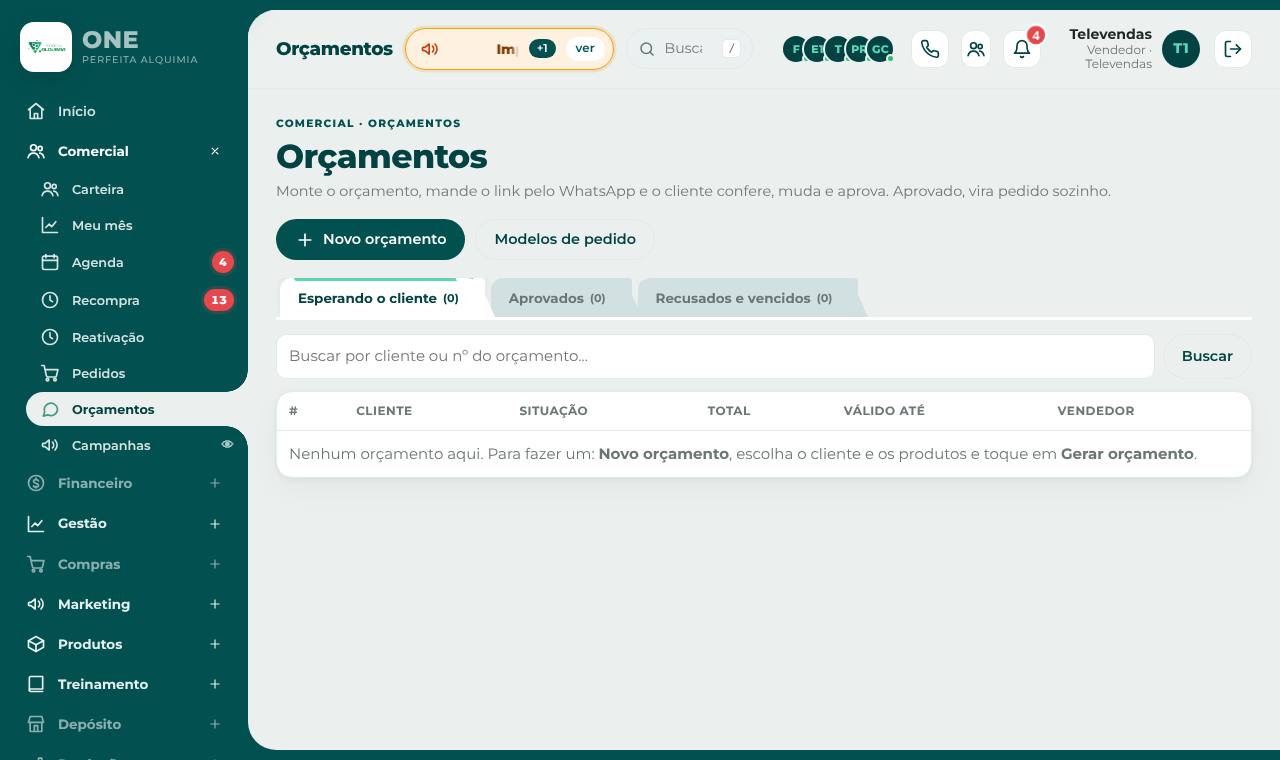 ONE
PERFEITA ALQUIMIA
Início
Comercial
Carteira
Meu mês
Agenda 4
Recompra 13
Reativação
Pedidos
Orçamentos
Campanhas
Financeiro
Gestão
Compras
Marketing
Produtos
Treinamento
Depósito
Orçamentos
+1 ver
/
F T GC
4
Televendas
Vendedor ·
Televendas
T1
COMERCIAL · ORÇAMENTOS
Orçamentos
Monte o orçamento, mande o link pelo WhatsApp e o cliente confere, muda e aprova. Aprovado, vira pedido sozinho.
+ Novo orçamento Modelos de pedido
Esperando o cliente (0) Aprovados (0) Recusados e vencidos (0)
Buscar por cliente ou nº do orçamento... Buscar
# CLIENTE SITUAÇÃO TOTAL VÁLIDO ATÉ VENDEDOR
Nenhum orçamento aqui. Para fazer um: Novo orçamento, escolha o cliente e os produtos e toque em Gerar orçamento.